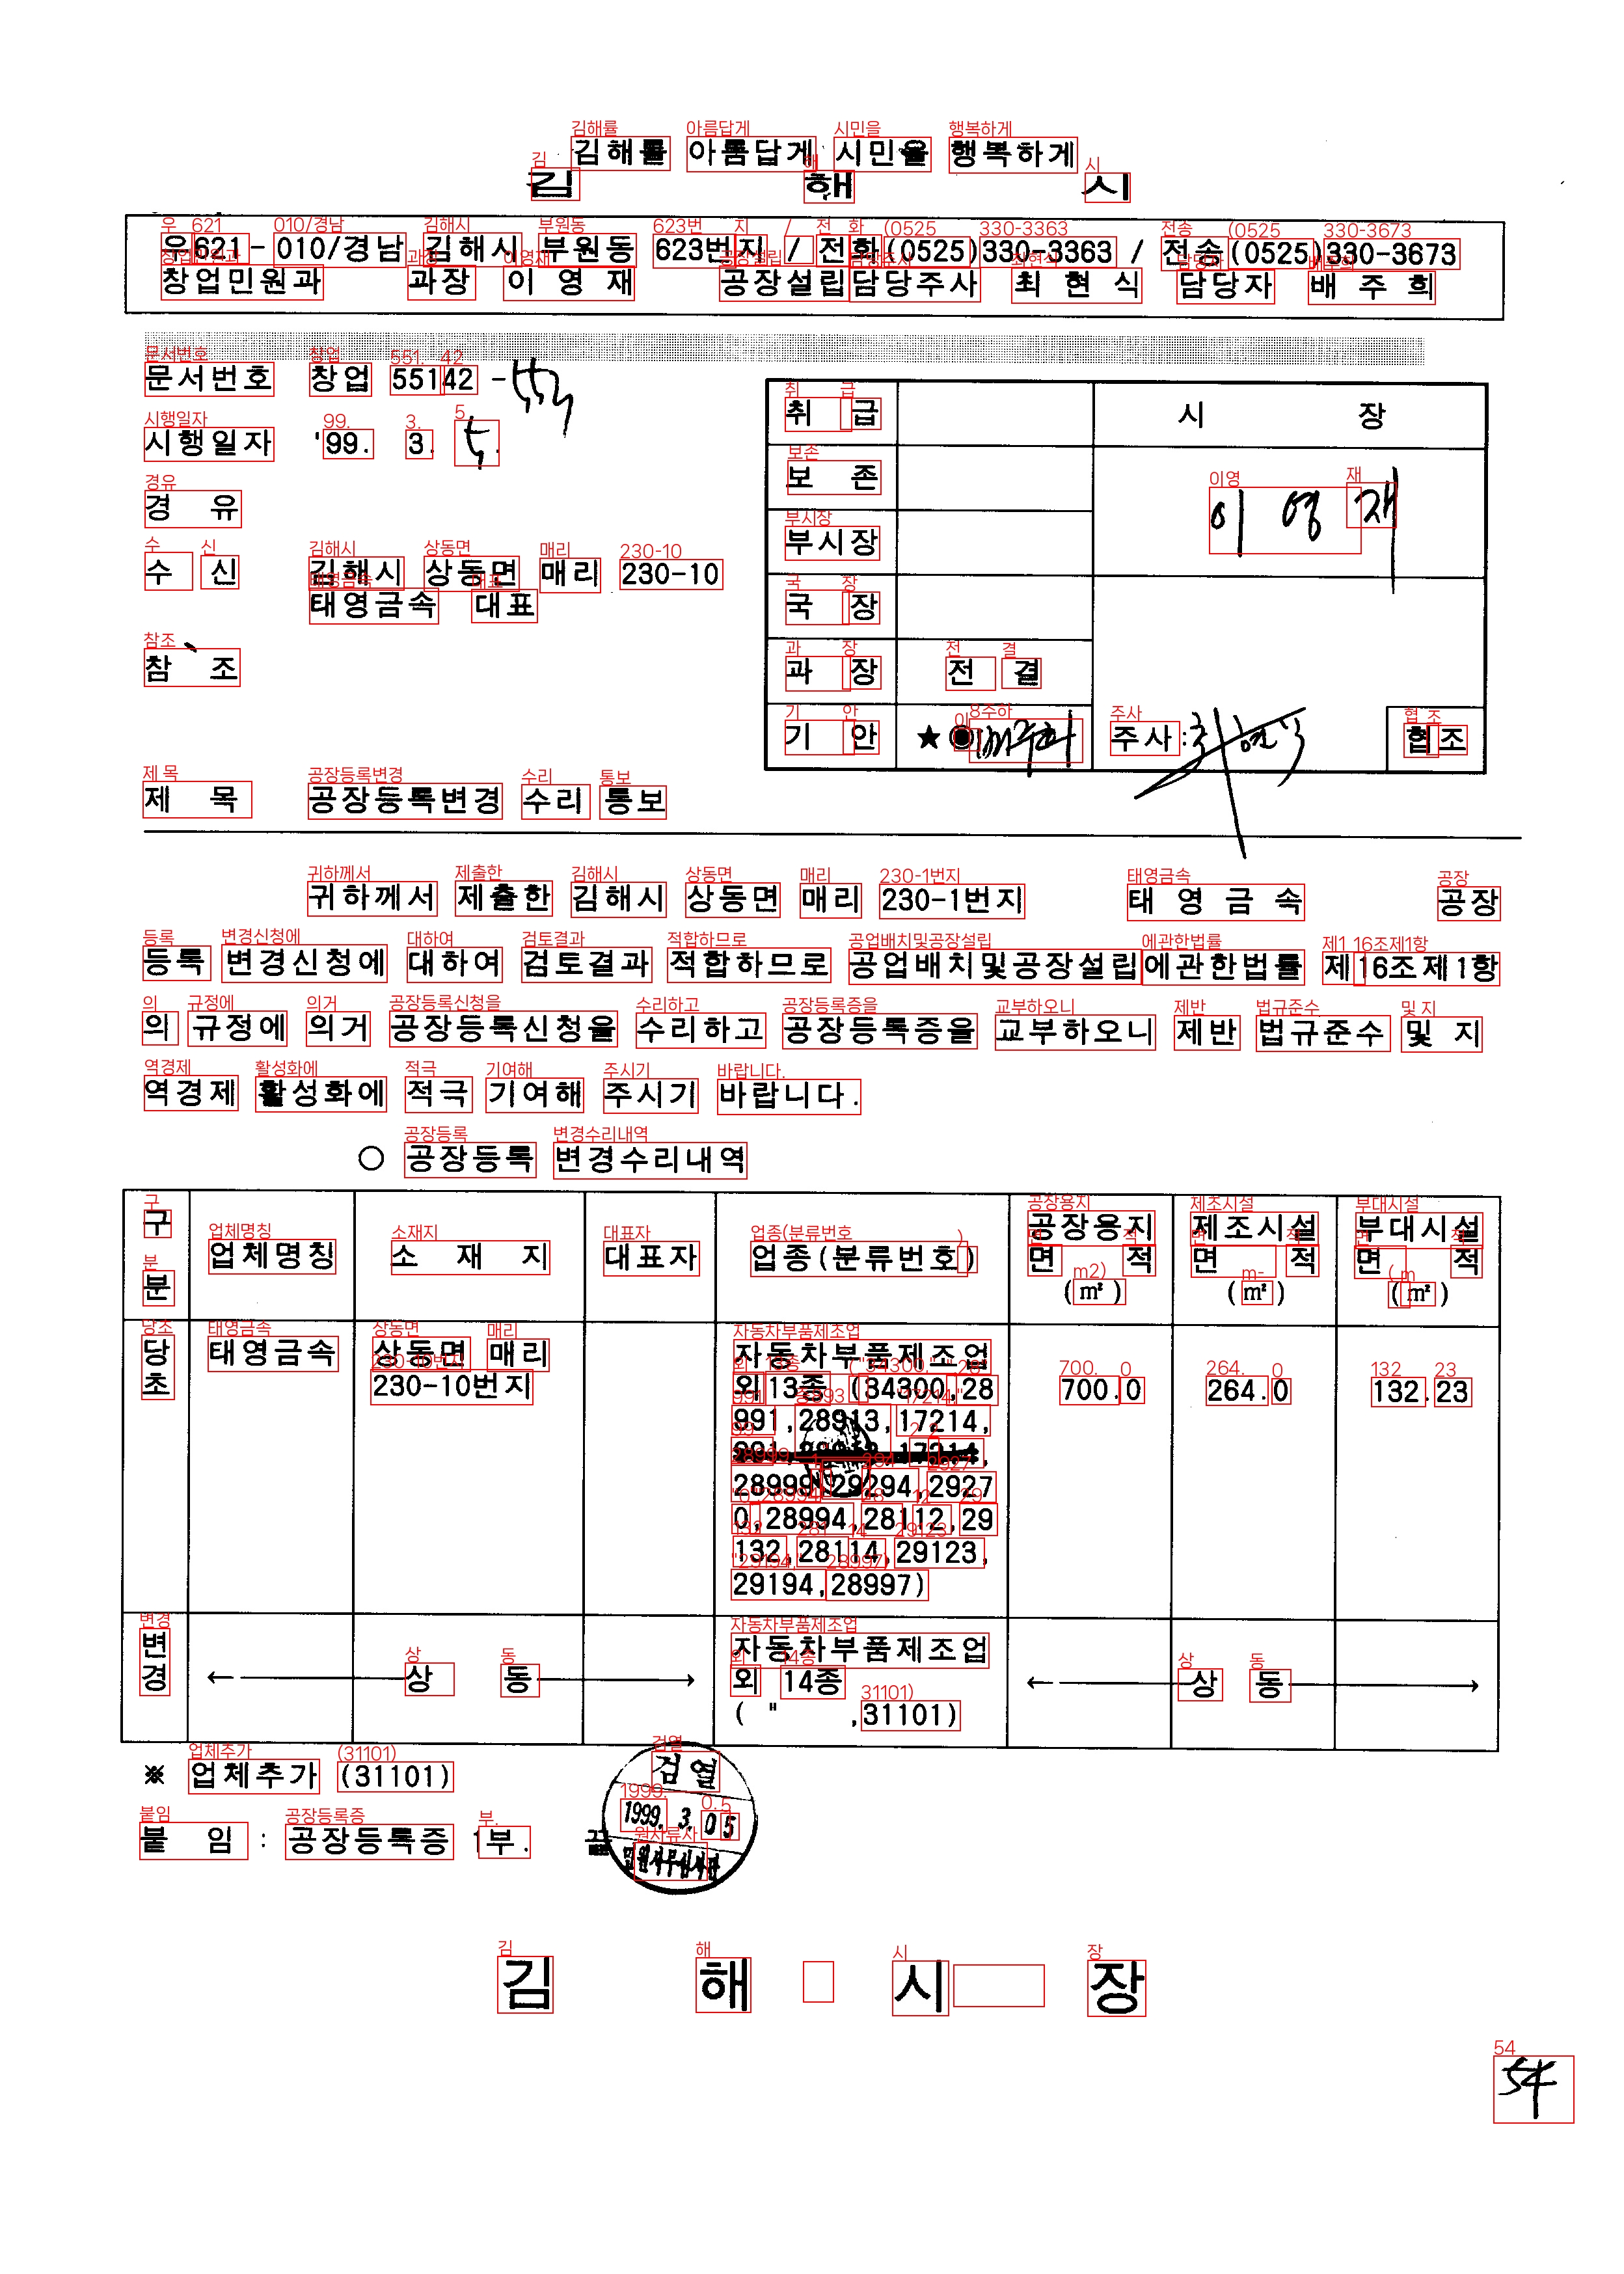 김해를 아름답게 시민을 행복하게
김 해 시
우 621-010/경남 김해시 부원동 623번지 / 전화 (0525)330-3363 / 전송 (0525)330-3673
창업민원과 과장 이 영 재 공장설립담당주사 최 현 식 담당자 배 주 희
문서번호 창업 55142-
시행일자 '99. 3. 5.
경 유
수 신 김해시 상동면 매리 230-10
태영금속 대표
참 조
취 급 시 장
보 존 이영재
부시장
국 장
과 장 전 결
기 안 ★ 주사: 최현식 협조
제 목 공장등록변경 수리 통보
귀하께서 제출한 김해시 상동면 매리 230-1번지 태 영 금 속 공장
등록 변경신청에 대하여 검토결과 적합하므로 공업배치및공장설립에관한법률 제16조제1항
의 규정에 의거 공장등록신청을 수리하고 공장등록증을 교부하오니 제반 법규준수 및 지
역경제 활성화에 적극 기여해 주시기 바랍니다.
○ 공장등록 변경수리내역
구분 업체명칭 소 재 지 대표자 업종(분류번호) 공장용지면적(㎡) 제조시설면적(㎡) 부대시설면적(㎡)
당초 태영금속 상동면 매리 230-10번지 700.0 264.0 132.23
자동차부품제조업
외 13종 (34300,28
991,28913,17214,
28999,29294,2927
0,28994,28112,29
132,28114,29123,
29194,28997)
변경 ← 상 동 → ← 상 동 →
자동차부품제조업
외 14종
( " ,31101)
※ 업체추가 (31101)
붙 임 : 공장등록증 1부. 끝
검열
1999. 3. 05
김 해 시 장
54